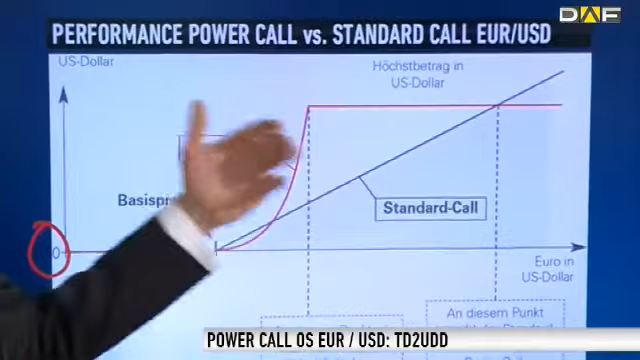 DAF
PERFORMANCE POWER CALL vs. STANDARD CALL EUR/USD
US-Dollar
Höchstbetrag in
US-Dollar
Standard-Call
0
Euro in
US-Dollar
An diesem Punkt
POWER CALL OS EUR / USD: TD2UDD